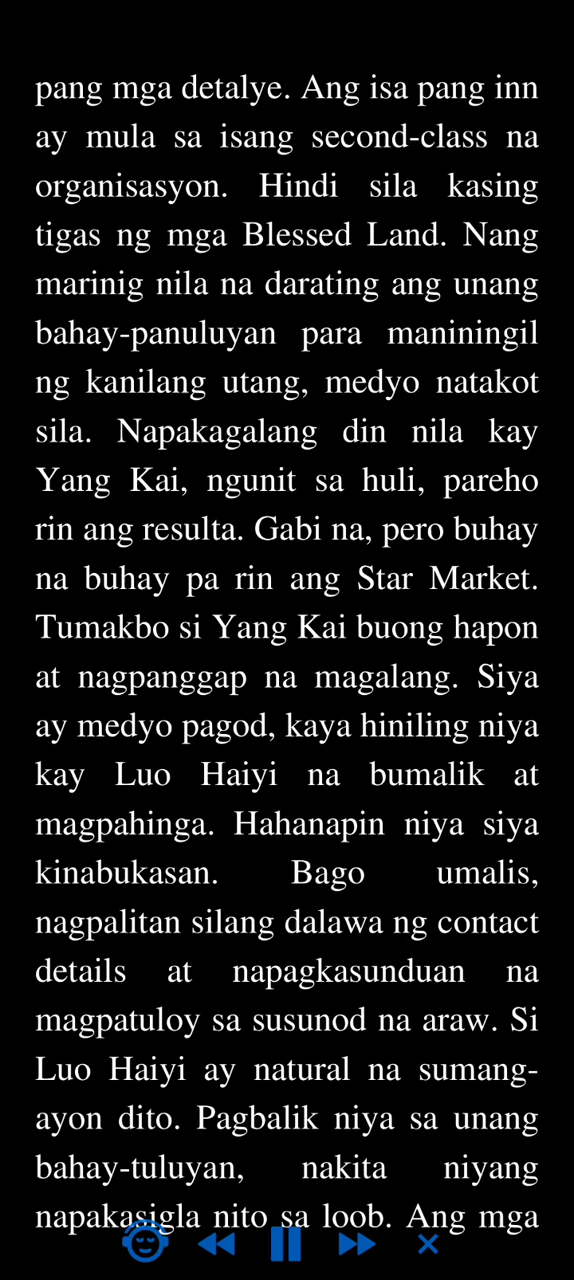 pang mga detalye. Ang isa pang inn
ay mula sa isang second-class na
organisasyon. Hindi sila kasing
tigas ng mga Blessed Land. Nang
marinig nila na darating ang unang
bahay-panuluyan para maniningil
ng kanilang utang, medyo natakot
sila. Napakagalang din nila kay
Yang Kai, ngunit sa huli, pareho
rin ang resulta. Gabi na, pero buhay
na buhay pa rin ang Star Market.
Tumakbo si Yang Kai buong hapon
at nagpanggap na magalang. Siya
ay medyo pagod, kaya hiniling niya
kay Luo Haiyi na bumalik at
magpahinga. Hahanapin niya siya
kinabukasan. Bago umalis,
nagpalitan silang dalawa ng contact
details at napagkasunduan na
magpatuloy sa susunod na araw. Si
Luo Haiyi ay natural na sumang-
ayon dito. Pagbalik niya sa unang
bahay-tuluyan, nakita niyang
napakasigla nito sa loob. Ang mga